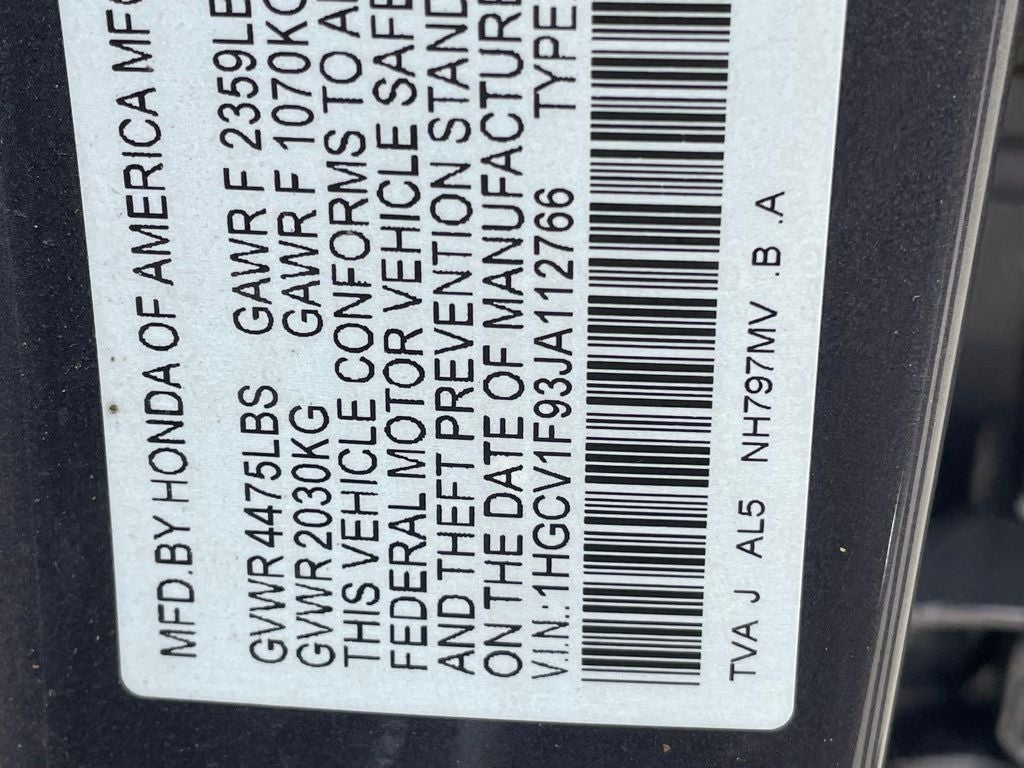 MFD.BY HONDA OF AMERICA MFG
GVWR 4475LBS GAWR F 2359LB
GVWR 2030KG GAWR F 1070KG
THIS VEHICLE CONFORMS TO A
FEDERAL MOTOR VEHICLE SAFE
AND THEFT PREVENTION STAND
ON THE DATE OF MANUFACTURE
V.I.N.:1HGCV1F93JA112766 TYPE:
TVA J AL5 NH797MV .B .A